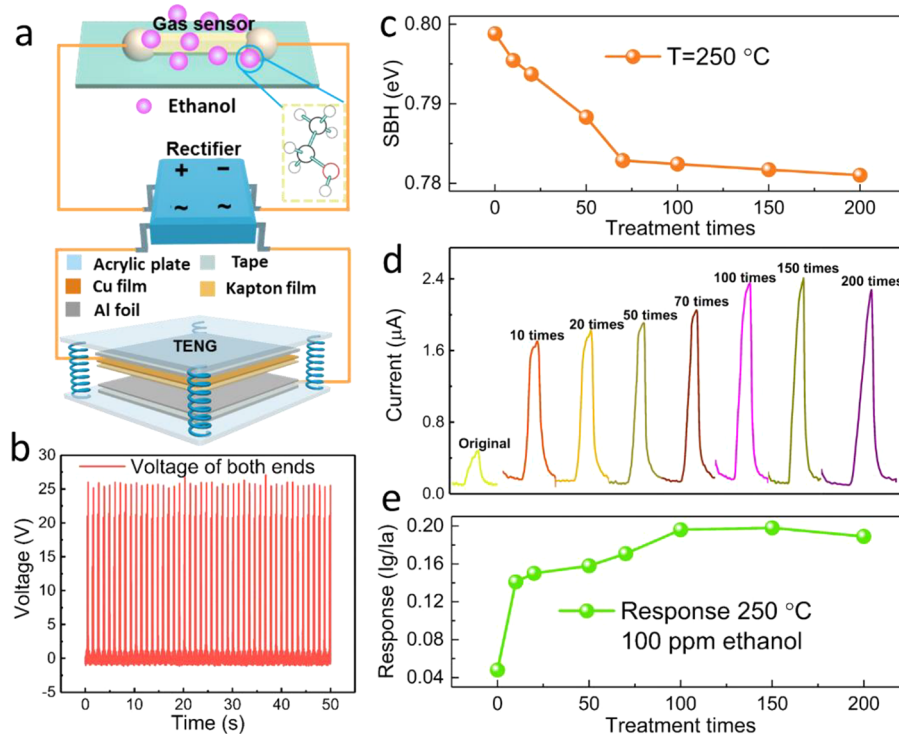 a
Gas sensor
Ethanol
Rectifier
+ −
~ ~
Acrylic plate
Tape
Cu film
Kapton film
Al foil
TENG
b
30
25
20
15
10
5
0
-5
Voltage (V)
Voltage of both ends
0 10 20 30 40 50
Time (s)
c
0.80
0.79
0.78
SBH (eV)
T=250 °C
0 50 100 150 200
Treatment times
d
2.4
1.6
0.8
0.0
Current (μA)
Original
10 times
20 times
50 times
70 times
100 times
150 times
200 times
e
0.20
0.16
0.12
0.08
0.04
Response (Ig/Ia)
Response 250 °C
100 ppm ethanol
0 50 100 150 200
Treatment times